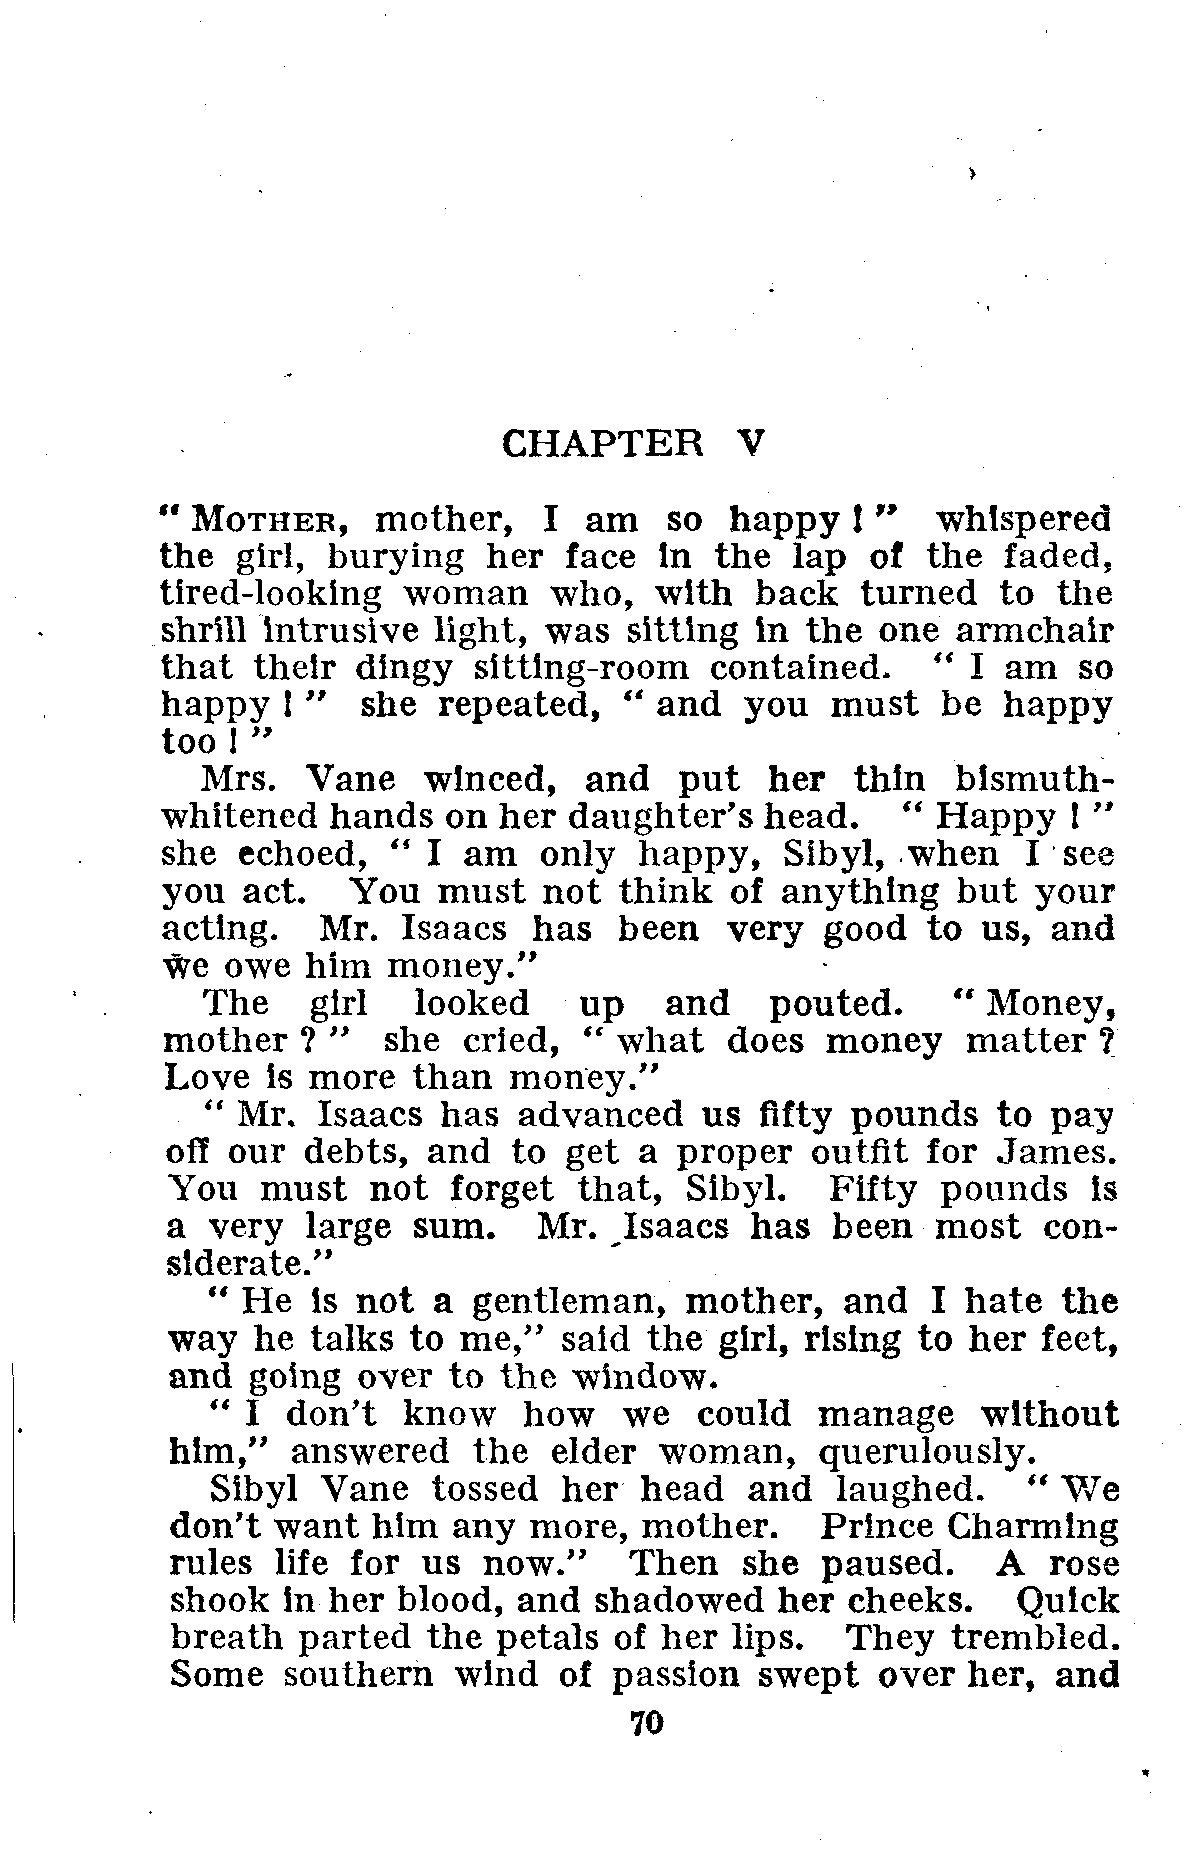 CHAPTER V
“ MOTHER, mother, I am so happy ! ” whispered
the girl, burying her face in the lap of the faded,
tired-looking woman who, with back turned to the
shrill intrusive light, was sitting in the one armchair
that their dingy sitting-room contained. “ I am so
happy ! ” she repeated, “ and you must be happy
too ! ”
Mrs. Vane winced, and put her thin bismuth-
whitened hands on her daughter’s head. “ Happy ! ”
she echoed, “ I am only happy, Sibyl, when I see
you act. You must not think of anything but your
acting. Mr. Isaacs has been very good to us, and
we owe him money.”
The girl looked up and pouted. “ Money,
mother ? ” she cried, “ what does money matter ?
Love is more than money.”
“ Mr. Isaacs has advanced us fifty pounds to pay
off our debts, and to get a proper outfit for James.
You must not forget that, Sibyl. Fifty pounds is
a very large sum. Mr. Isaacs has been most con-
siderate.”
“ He is not a gentleman, mother, and I hate the
way he talks to me,” said the girl, rising to her feet,
and going over to the window.
“ I don’t know how we could manage without
him,” answered the elder woman, querulously.
Sibyl Vane tossed her head and laughed. “ We
don’t want him any more, mother. Prince Charming
rules life for us now.” Then she paused. A rose
shook in her blood, and shadowed her cheeks. Quick
breath parted the petals of her lips. They trembled.
Some southern wind of passion swept over her, and
70